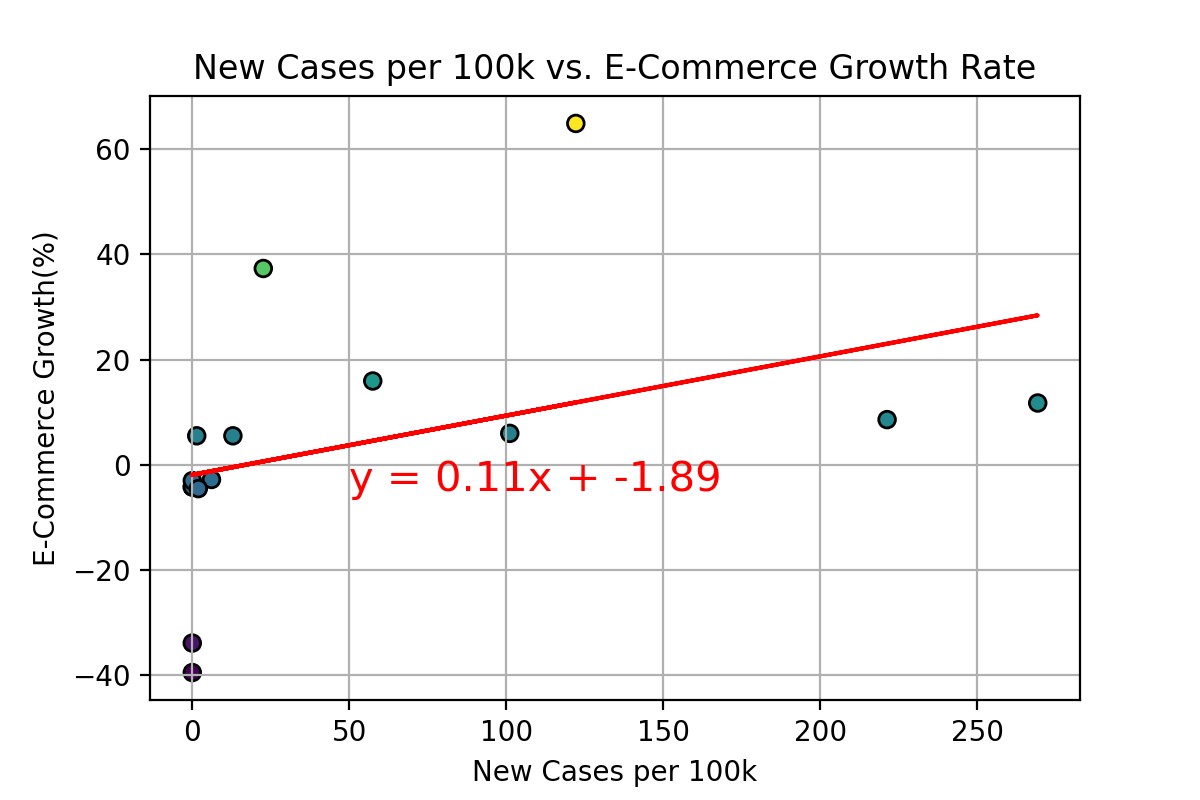 New Cases per 100k vs. E-Commerce Growth Rate
60
40
20
0
−20
−40
E-Commerce Growth(%)
y = 0.11x + -1.89
0 50 100 150 200 250
New Cases per 100k